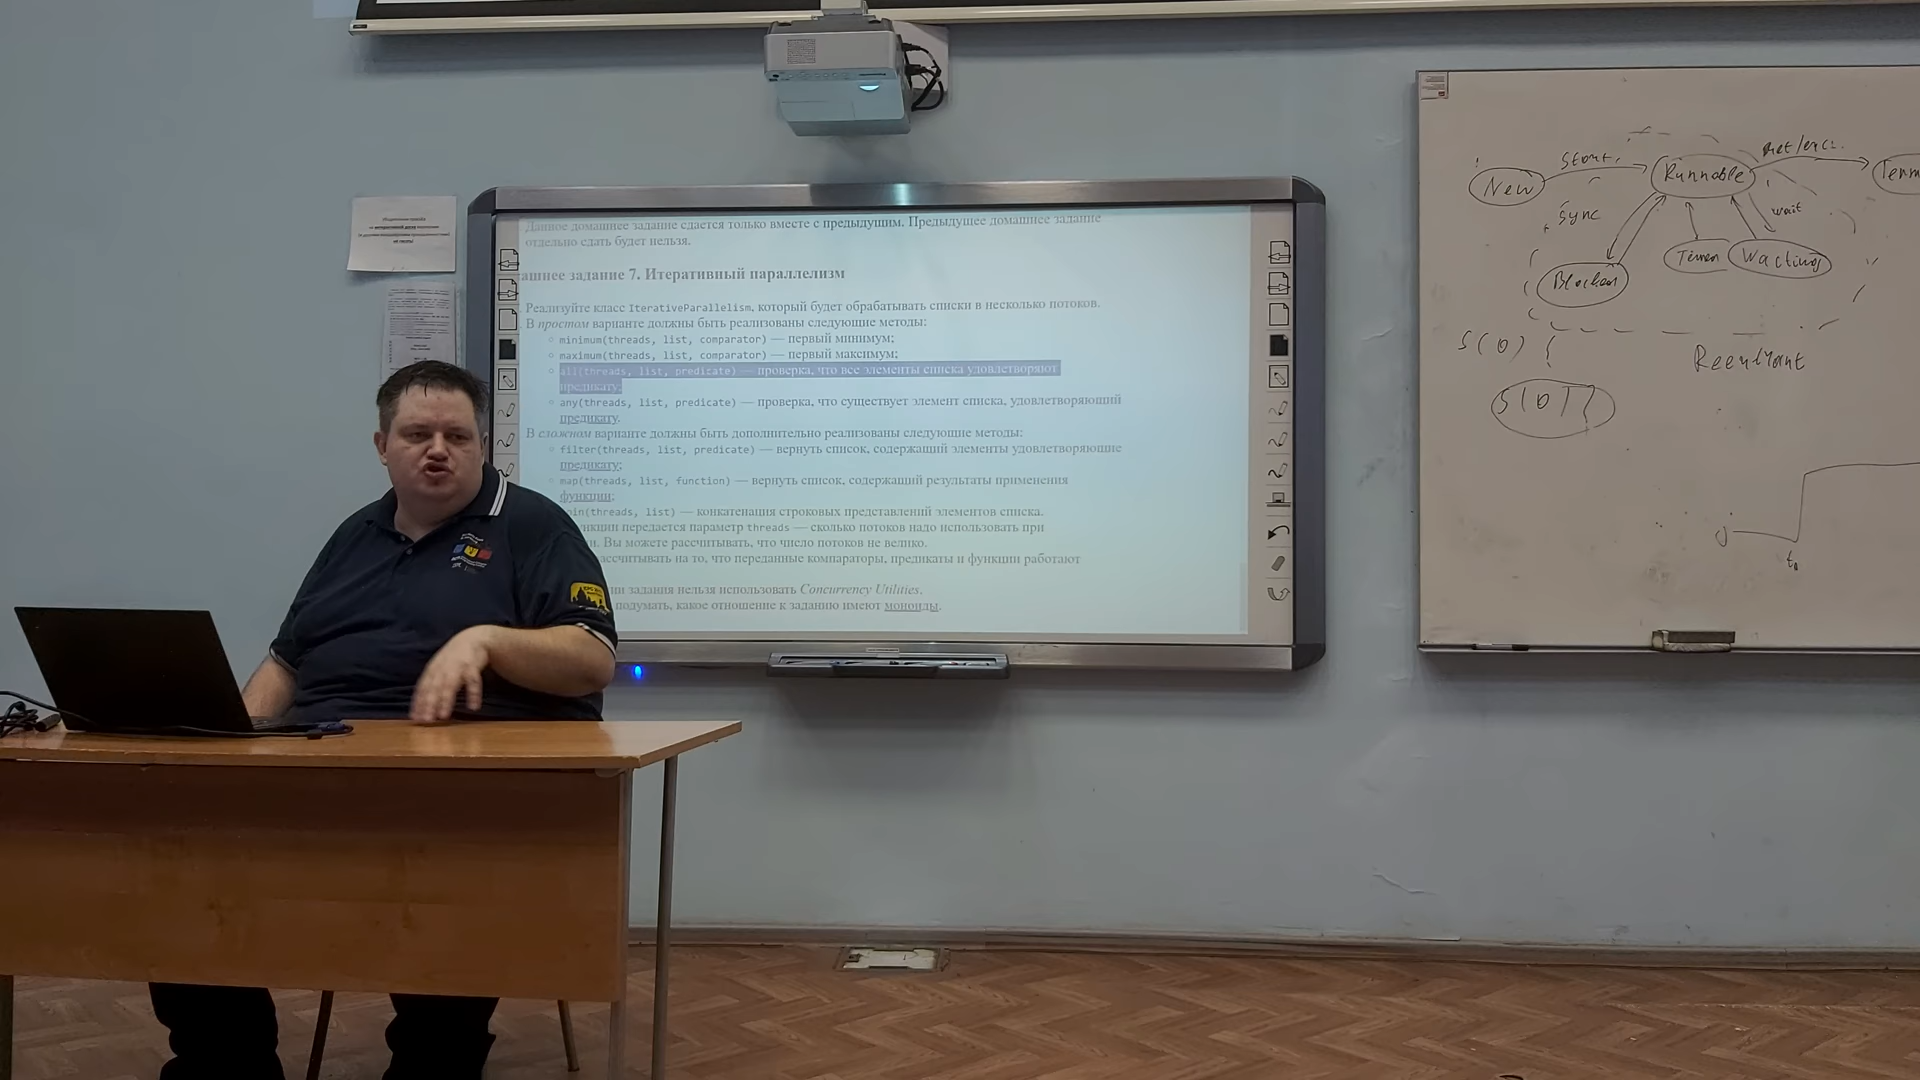 Данное домашнее задание сдается только вместе с предыдущим. Предыдущее домашнее задание
отдельно сдать будет нельзя.
ашнее задание 7. Итеративный параллелизм
Реализуйте класс IterativeParallelism, который будет обрабатывать списки в несколько потоков.
В простом варианте должны быть реализованы следующие методы:
minimum(threads, list, comparator) — первый минимум;
maximum(threads, list, comparator) — первый максимум;
all(threads, list, predicate) — проверка, что все элементы списка удовлетворяют
предикату;
any(threads, list, predicate) — проверка, что существует элемент списка, удовлетворяющий
предикату.
В сложном варианте должны быть дополнительно реализованы следующие методы:
filter(threads, list, predicate) — вернуть список, содержащий элементы удовлетворяющие
предикату;
map(threads, list, function) — вернуть список, содержащий результаты применения
функции;
in(threads, list) — конкатенация строковых представлений элементов списка.
нкции передается параметр threads — сколько потоков надо использовать при
и. Вы можете рассчитывать, что число потоков не велико.
ассчитывать на то, что переданные компараторы, предикаты и функции работают
ии задания нельзя использовать Concurrency Utilities.
подумать, какое отношение к заданию имеют моноиды.
New
Start
Runnable
Ret/exc.
Term
Sync
wait
Blocked
Timed
Waiting
S(0) {
Reentrant
S(0) {
t₀